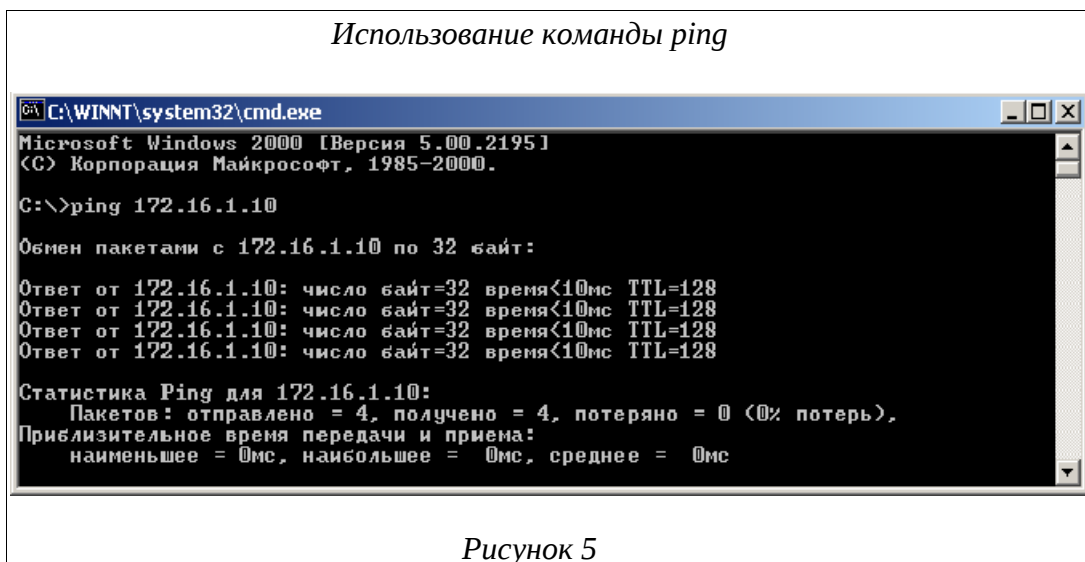 Использование команды ping
C:\WINNT\system32\cmd.exe
Microsoft Windows 2000 [Версия 5.00.2195]
(C) Корпорация Майкрософт, 1985-2000.
C:\>ping 172.16.1.10
Обмен пакетами с 172.16.1.10 по 32 байт:
Ответ от 172.16.1.10: число байт=32 время<10мс TTL=128
Ответ от 172.16.1.10: число байт=32 время<10мс TTL=128
Ответ от 172.16.1.10: число байт=32 время<10мс TTL=128
Ответ от 172.16.1.10: число байт=32 время<10мс TTL=128
Статистика Ping для 172.16.1.10:
Пакетов: отправлено = 4, получено = 4, потеряно = 0 (0% потерь),
Приблизительное время передачи и приема:
наименьшее = 0мс, наибольшее = 0мс, среднее = 0мс
Рисунок 5